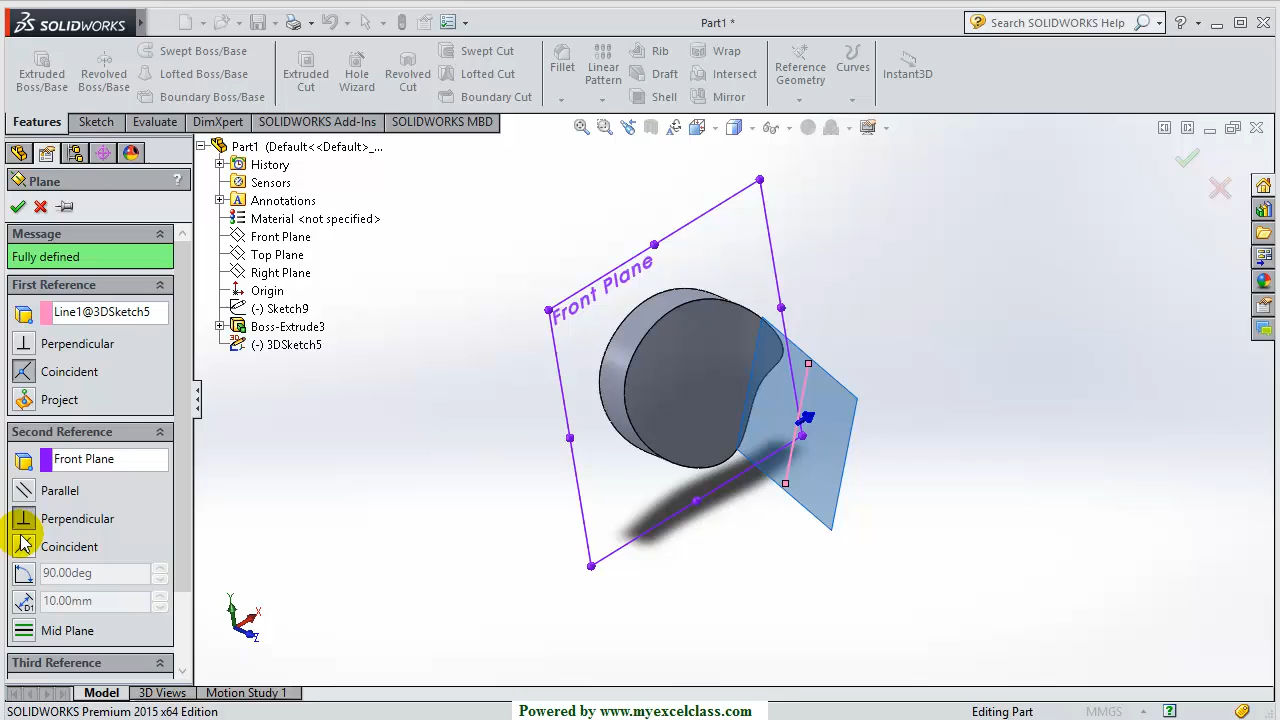 SOLIDWORKS
Part1 *
Search SOLIDWORKS Help
Extruded Boss/Base
Revolved Boss/Base
Swept Boss/Base
Lofted Boss/Base
Boundary Boss/Base
Extruded Cut
Hole Wizard
Revolved Cut
Swept Cut
Lofted Cut
Boundary Cut
Fillet
Linear Pattern
Rib
Draft
Shell
Wrap
Intersect
Mirror
Reference Geometry
Curves
Instant3D
Features
Sketch
Evaluate
DimXpert
SOLIDWORKS Add-Ins
SOLIDWORKS MBD
Plane
?
Message
Fully defined
First Reference
Line1@3DSketch5
Perpendicular
Coincident
Project
Second Reference
Front Plane
Parallel
Perpendicular
Coincident
90.00deg
10.00mm
Mid Plane
Third Reference
Part1 (Default<<Default>_...
History
Sensors
Annotations
Material <not specified>
Front Plane
Top Plane
Right Plane
Origin
(-) Sketch9
Boss-Extrude3
(-) 3DSketch5
Front Plane
Y
X
Z
Model
3D Views
Motion Study 1
SOLIDWORKS Premium 2015 x64 Edition
Powered by www.myexcelclass.com
Editing Part
MMGS